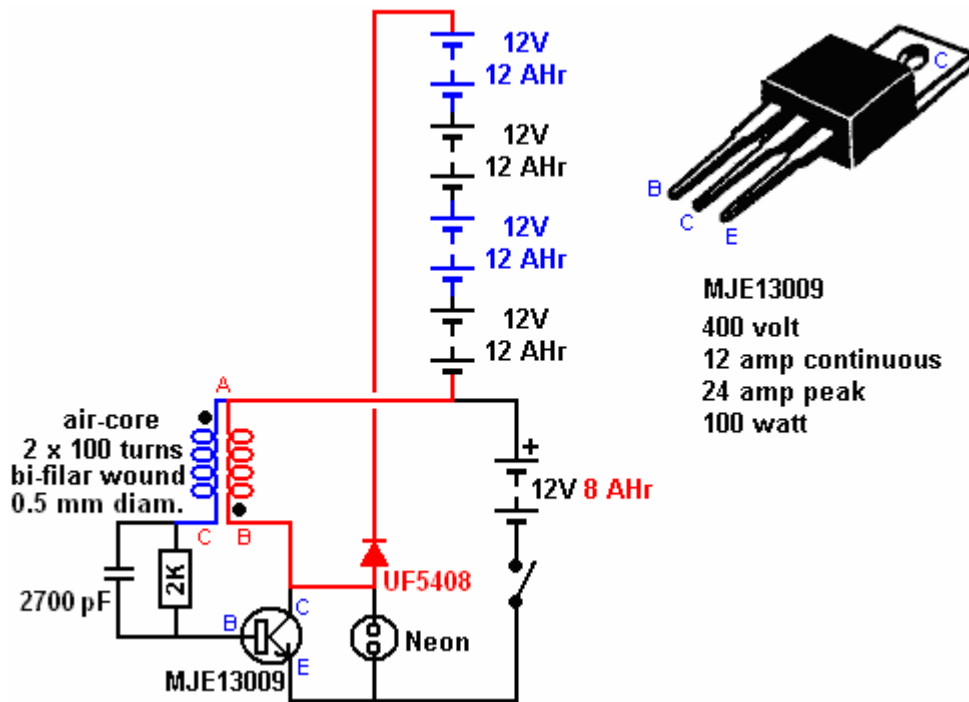 12V
12 AHr
12V
12 AHr
12V
12 AHr
12V
12 AHr
C
B
C
E
MJE13009
400 volt
12 amp continuous
24 amp peak
100 watt
A
air-core
2 x 100 turns
bi-filar wound
0.5 mm diam.
C
B
+
12V 8 AHr
2700 pF
2K
UF5408
B
C
E
Neon
MJE13009